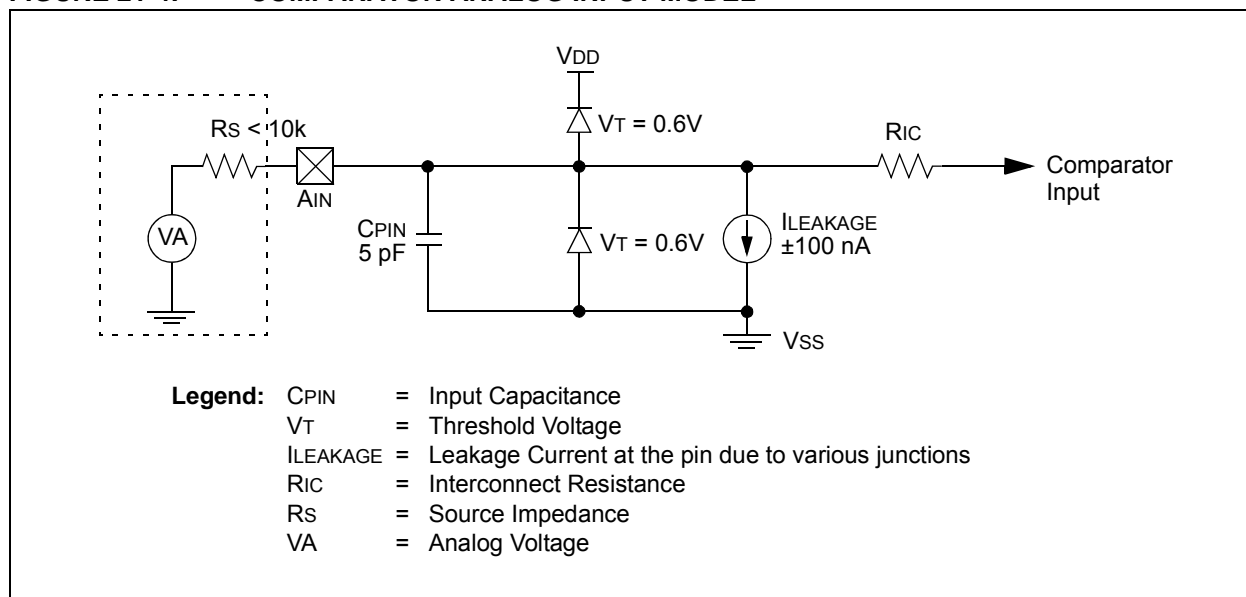 VDD
VT = 0.6V
RS < 10k
RIC
Comparator
Input
AIN
VA
CPIN
5 pF
VT = 0.6V
ILEAKAGE
±100 nA
VSS
Legend: CPIN = Input Capacitance
VT = Threshold Voltage
ILEAKAGE = Leakage Current at the pin due to various junctions
RIC = Interconnect Resistance
RS = Source Impedance
VA = Analog Voltage